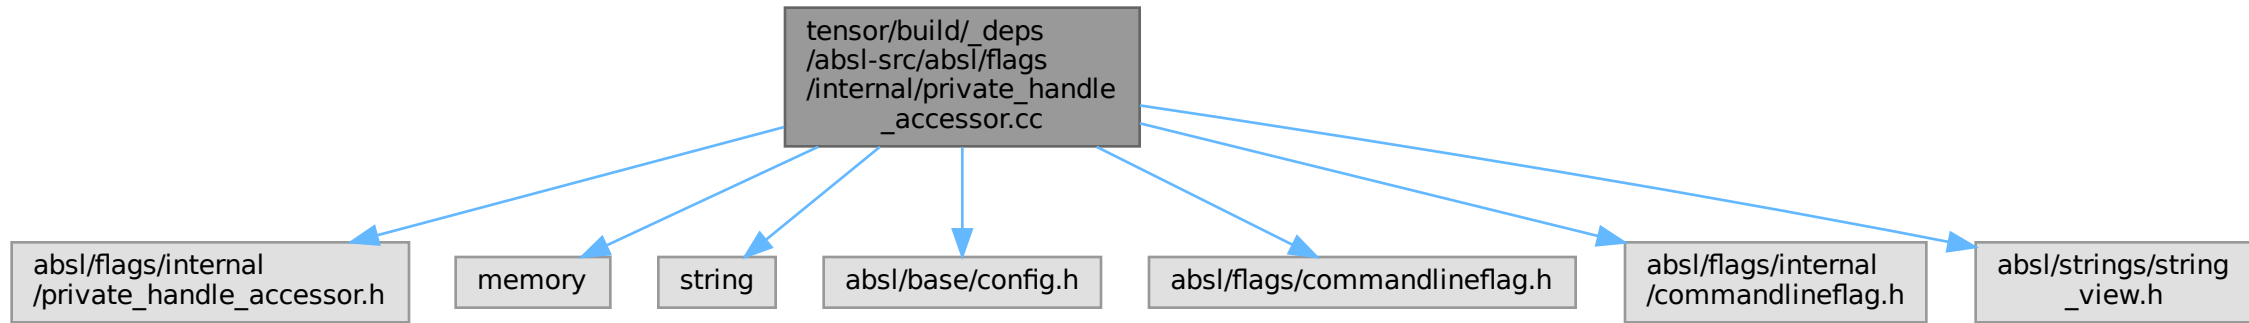 tensor/build/_deps
/absl-src/absl/flags
/internal/private_handle
_accessor.cc
absl/flags/internal
/private_handle_accessor.h
memory
string
absl/base/config.h
absl/flags/commandlineflag.h
absl/flags/internal
/commandlineflag.h
absl/strings/string
_view.h